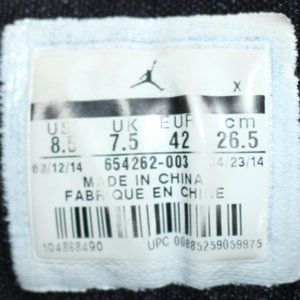 X
US UK EUR cm
8.5 7.5 42 26.5
02/12/14 654262-003 04/23/14
MADE IN CHINA
FABRIQUE EN CHINE
104868490 UPC 00885259059975